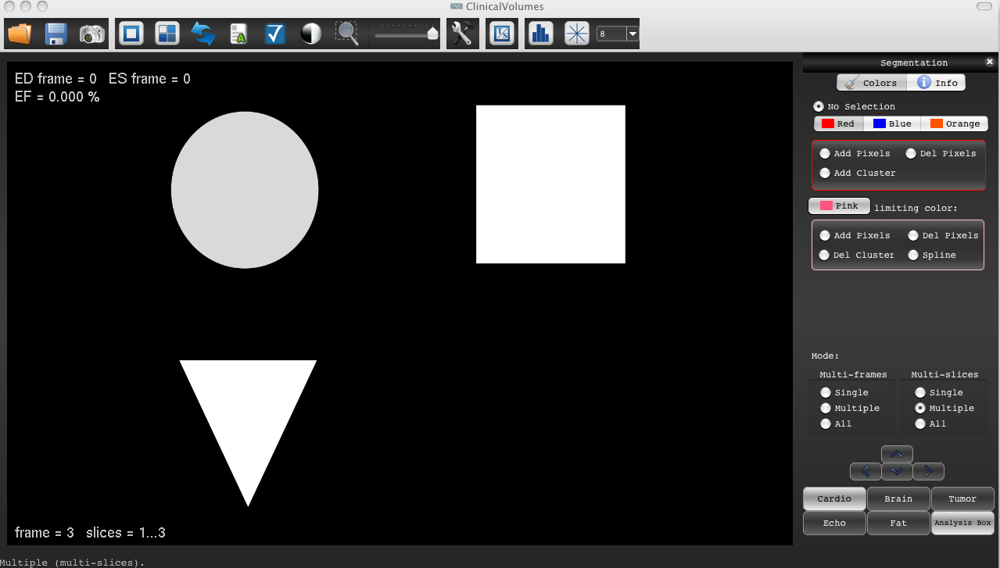 ClinicalVolumes
8
Segmentation
Colors Info
ED frame = 0 ES frame = 0
EF = 0.000 %
No Selection
Red Blue Orange
Add Pixels Del Pixels
Add Cluster
Pink limiting color:
Add Pixels Del Pixels
Del Cluster Spline
Mode:
Multi-frames Multi-slices
Single Single
Multiple Multiple
All All
Cardio Brain Tumor
Echo Fat Analysis Box
frame = 3 slices = 1...3
Multiple (multi-slices).